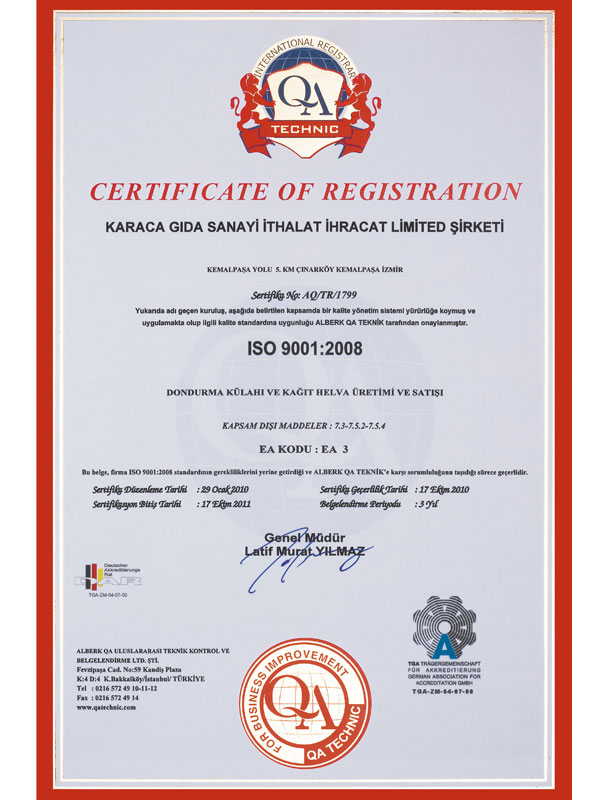 INTERNATIONAL REGISTRAR
QA
TECHNIC
CERTIFICATE OF REGISTRATION
KARACA GIDA SANAYİ İTHALAT İHRACAT LİMİTED ŞİRKETİ
KEMALPAŞA YOLU 5. KM ÇINARKÖY KEMALPAŞA İZMİR
Sertifika No: AQ/TR/1799
Yukarıda adı geçen kuruluş, aşağıda belirtilen kapsamda bir kalite yönetim sistemi yürürlüğe koymuş ve
uygulamakta olup ilgili kalite standardına uygunluğu ALBERK QA TEKNİK tarafından onaylanmıştır.
ISO 9001:2008
DONDURMA KÜLAHI VE KAĞIT HELVA ÜRETİMİ VE SATIŞI
KAPSAM DIŞI MADDELER : 7.3-7.5.2-7.5.4
EA KODU : EA 3
Bu belge, firma ISO 9001:2008 standardının gerekliliklerini yerine getirdiği ve ALBERK QA TEKNİK'e karşı sorumluluğunu taşıdığı sürece geçerlidir.
Sertifika Düzenleme Tarihi : 29 Ocak 2010 Sertifika Geçerlilik Tarihi : 17 Ekim 2010
Sertifikasyon Bitiş Tarihi : 17 Ekim 2011 Belgelendirme Periyodu : 3 Yıl
Genel Müdür
Latif Murat YILMAZ
Deutscher
Akkreditierungs
Rat
DAR
TGA-ZM-04-07-00
A
TGA TRÄGERGEMEINSCHAFT
FÜR AKKREDITIERUNG
GERMAN ASSOCIATION FOR
ACCREDITATION GMBH
TGA-ZM-04-07-00
ALBERK QA ULUSLARARASI TEKNİK KONTROL VE
BELGELENDİRME LTD. ŞTİ.
Fevzipaşa Cad. No:59 Kandiş Plaza
K:4 D:4 K.Bakkalköy/İstanbul/ TÜRKİYE
Tel : 0216 572 49 10-11-12
Fax : 0216 572 49 14
www.qatechnic.com
FOR BUSINESS IMPROVEMENT
QA
QA TECHNIC